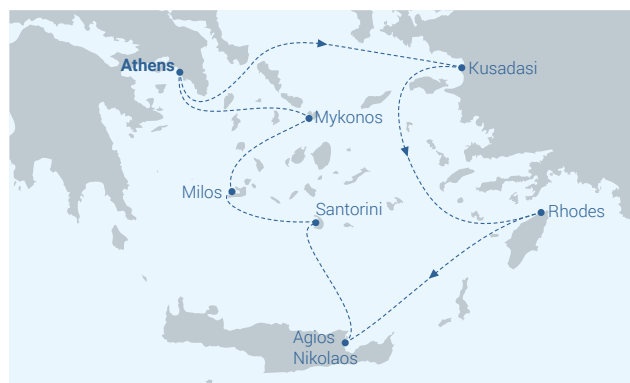 Athens
Kusadasi
Mykonos
Milos
Santorini
Rhodes
Agios
Nikolaos